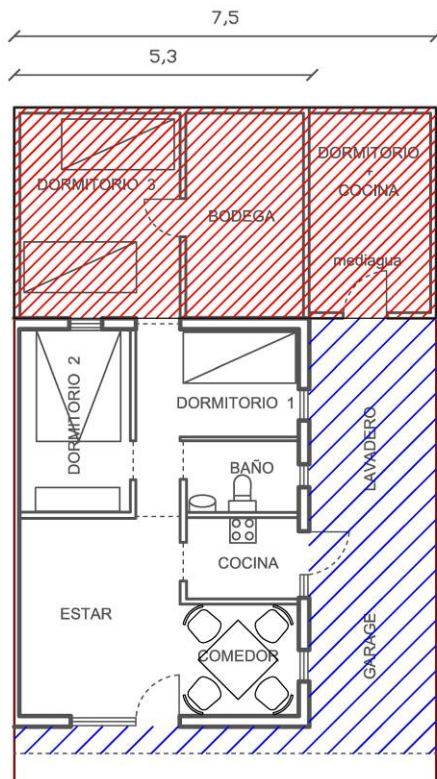 7,5
5,3
DORMITORIO 3
BODEGA
DORMITORIO
+
COCINA
mediagua
DORMITORIO 2
DORMITORIO 1
BAÑO
LAVADERO
COCINA
ESTAR
COMEDOR
GARAGE